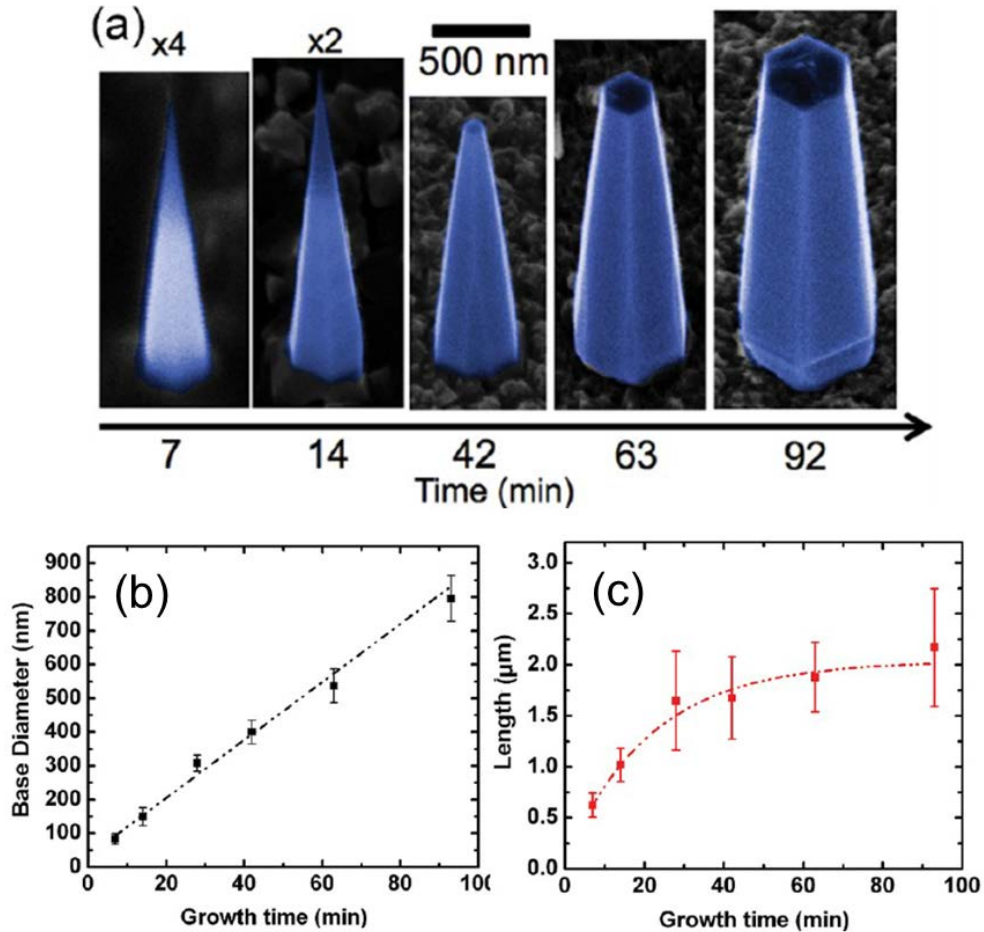 (a)
x4
x2
500 nm
7 14 42 63 92
Time (min)
(b)
Base Diameter (nm)
900
800
700
600
500
400
300
200
100
0
0 20 40 60 80 10
Growth time (min)
(c)
Length (µm)
3.0
2.5
2.0
1.5
1.0
0.5
0.0
0 20 40 60 80 100
Growth time (min)